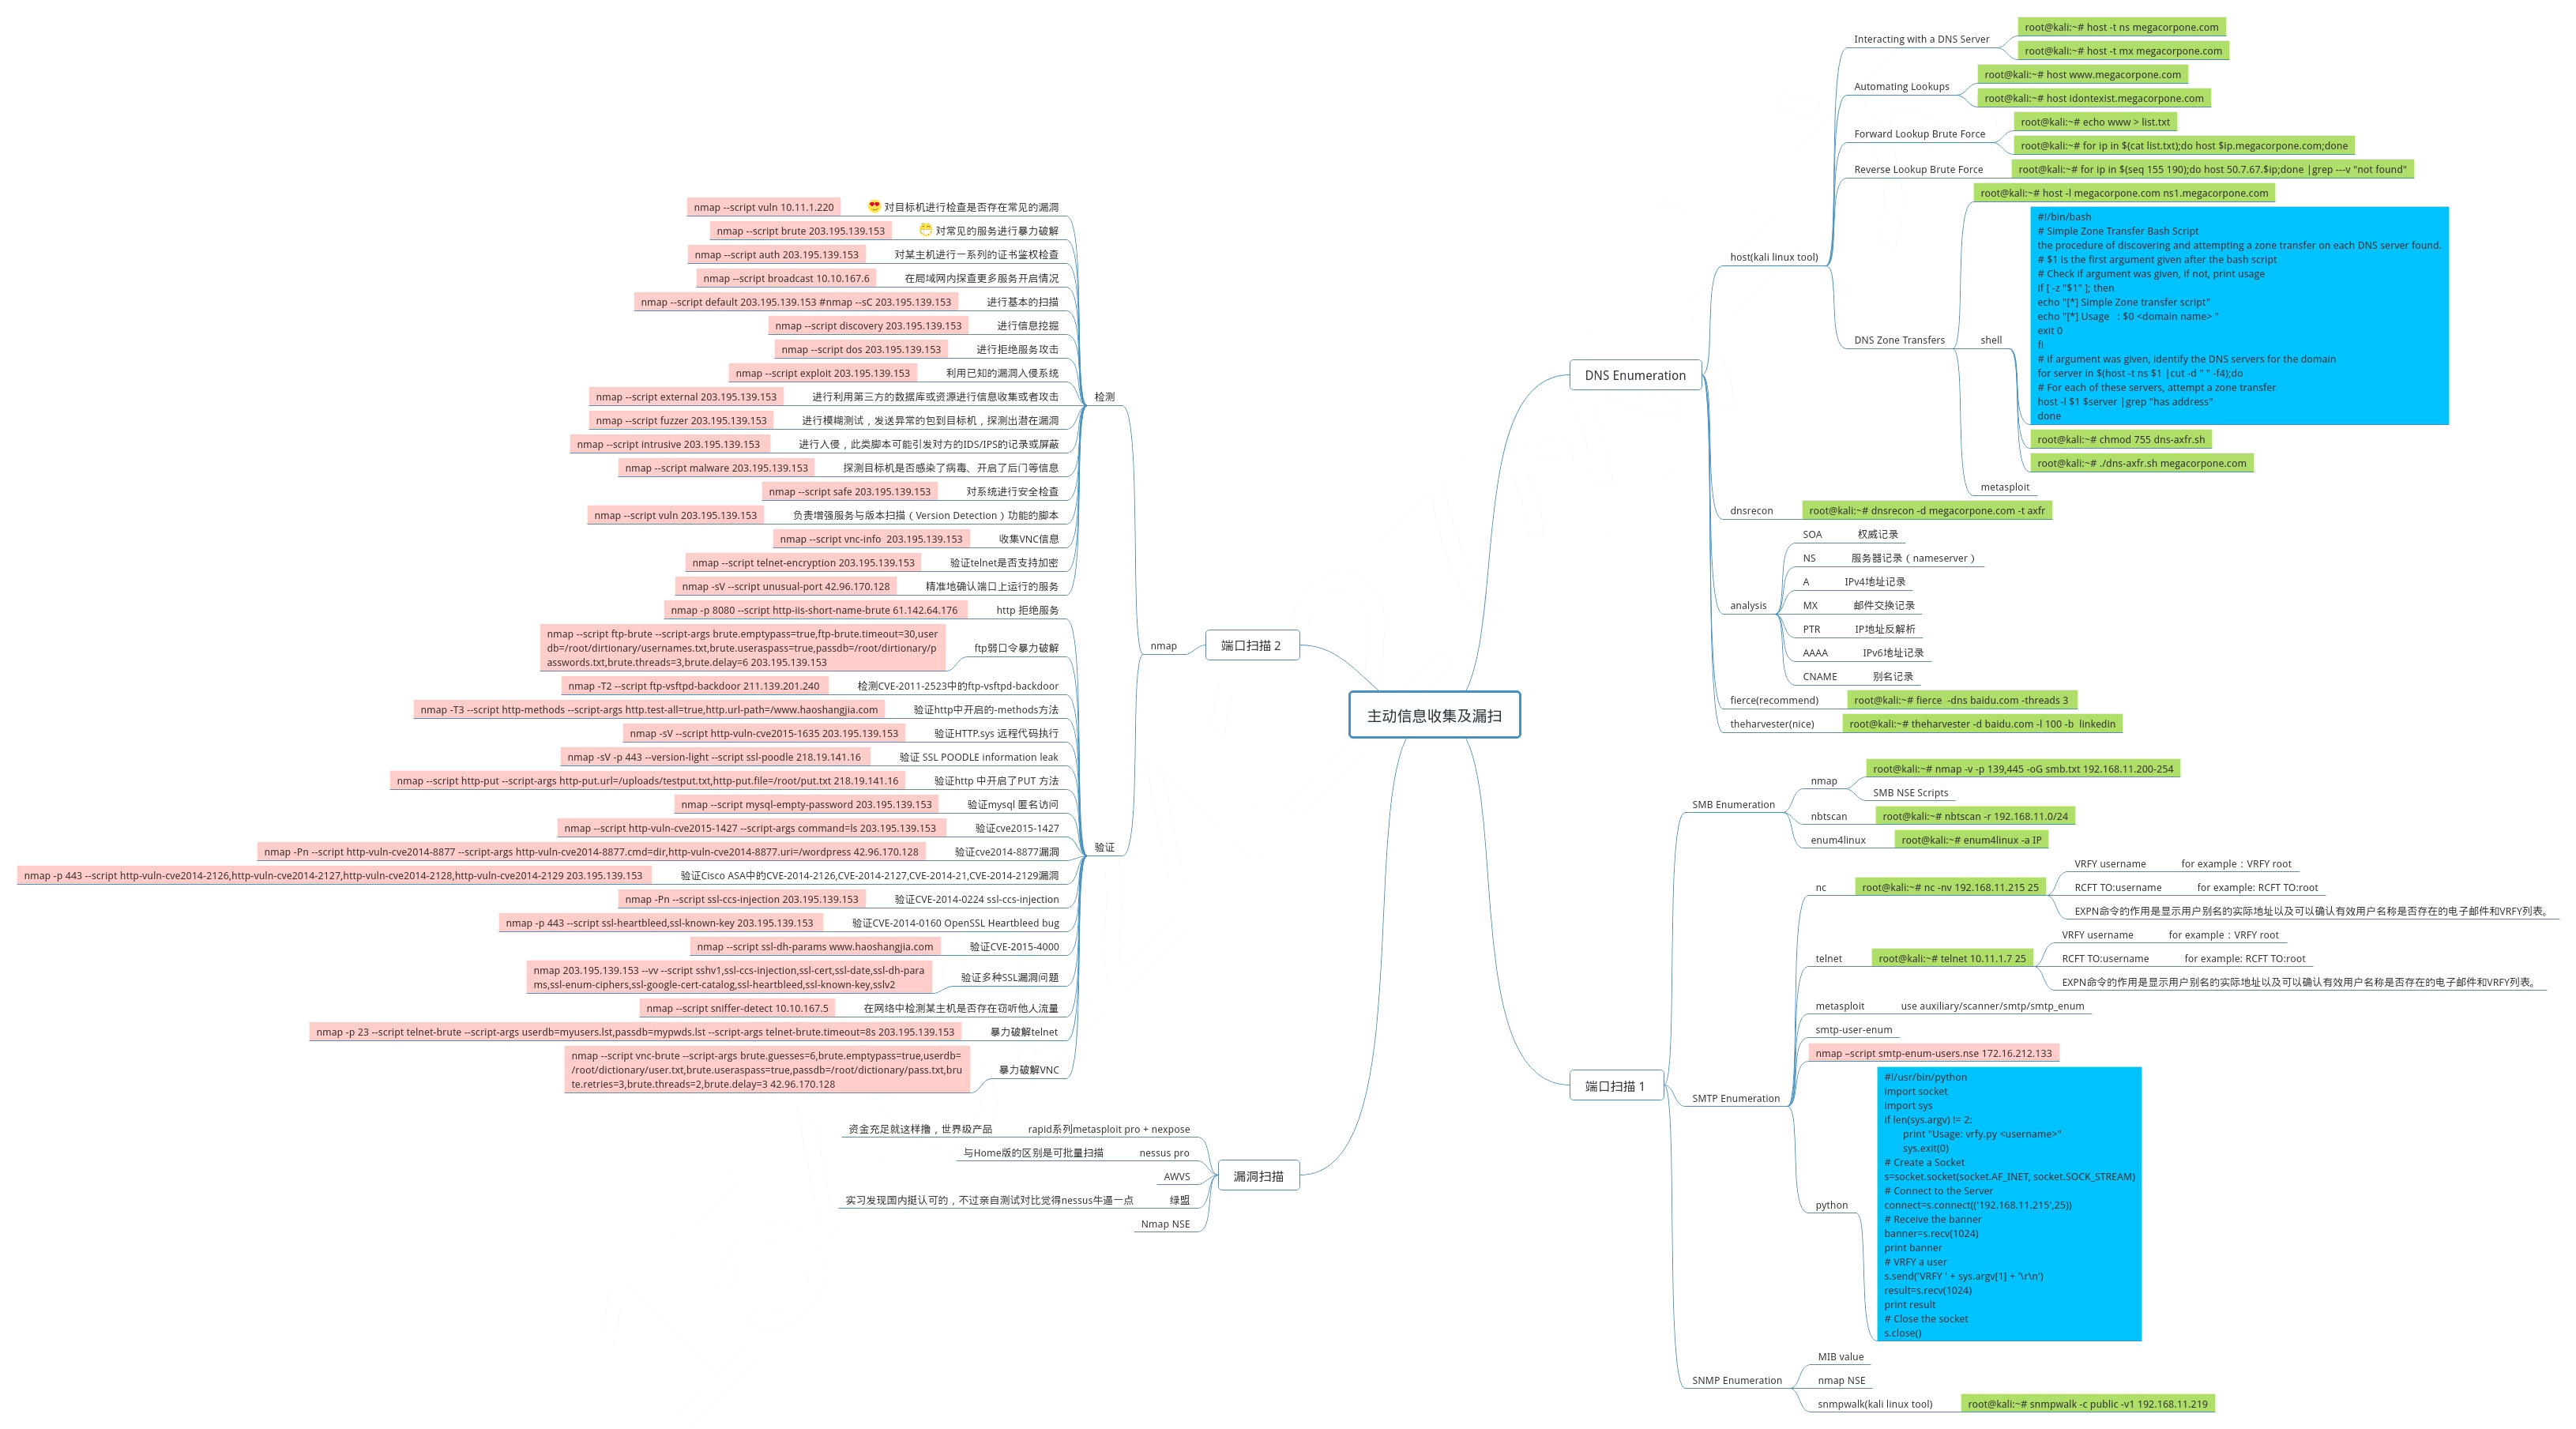 主动信息收集及漏扫
DNS Enumeration
host(kali linux tool)
Interacting with a DNS Server
root@kali:~# host -t ns megacorpone.com
root@kali:~# host -t mx megacorpone.com
Automating Lookups
root@kali:~# host www.megacorpone.com
root@kali:~# host idontexist.megacorpone.com
Forward Lookup Brute Force
root@kali:~# echo www > list.txt
root@kali:~# for ip in $(cat list.txt);do host $ip.megacorpone.com;done
Reverse Lookup Brute Force
root@kali:~# for ip in $(seq 155 190);do host 50.7.67.$ip;done |grep ---v "not found"
DNS Zone Transfers
root@kali:~# host -l megacorpone.com ns1.megacorpone.com
shell
#!/bin/bash
# Simple Zone Transfer Bash Script
the procedure of discovering and attempting a zone transfer on each DNS server found.
# $1 is the first argument given after the bash script
# Check if argument was given, if not, print usage
if [ -z "$1" ]; then
echo "[*] Simple Zone transfer script"
echo "[*] Usage   : $0 <domain name> "
exit 0
fi
# if argument was given, identify the DNS servers for the domain
for server in $(host -t ns $1 |cut -d " " -f4);do
# For each of these servers, attempt a zone transfer
host -l $1 $server |grep "has address"
done
root@kali:~# chmod 755 dns-axfr.sh
root@kali:~# ./dns-axfr.sh megacorpone.com
metasploit
dnsrecon
root@kali:~# dnsrecon -d megacorpone.com -t axfr
analysis
SOA
权威记录
NS
服务器记录（nameserver）
A
IPv4地址记录
MX
邮件交换记录
PTR
IP地址反解析
AAAA
IPv6地址记录
CNAME
别名记录
fierce(recommend)
root@kali:~# fierce  -dns baidu.com -threads 3
theharvester(nice)
root@kali:~# theharvester -d baidu.com -l 100 -b  linkedin
端口扫描 1
SMB Enumeration
nmap
root@kali:~# nmap -v -p 139,445 -oG smb.txt 192.168.11.200-254
SMB NSE Scripts
nbtscan
root@kali:~# nbtscan -r 192.168.11.0/24
enum4linux
root@kali:~# enum4linux -a IP
SMTP Enumeration
nc
root@kali:~# nc -nv 192.168.11.215 25
VRFY username
for example：VRFY root
RCFT TO:username
for example: RCFT TO:root
EXPN命令的作用是显示用户别名的实际地址以及可以确认有效用户名称是否存在的电子邮件和VRFY列表。
telnet
root@kali:~# telnet 10.11.1.7 25
VRFY username
for example：VRFY root
RCFT TO:username
for example: RCFT TO:root
EXPN命令的作用是显示用户别名的实际地址以及可以确认有效用户名称是否存在的电子邮件和VRFY列表。
metasploit
use auxiliary/scanner/smtp/smtp_enum
smtp-user-enum
nmap –script smtp-enum-users.nse 172.16.212.133
python
#!/usr/bin/python
import socket
import sys
if len(sys.argv) != 2:
print "Usage: vrfy.py <username>"
sys.exit(0)
# Create a Socket
s=socket.socket(socket.AF_INET, socket.SOCK_STREAM)
# Connect to the Server
connect=s.connect(('192.168.11.215',25))
# Receive the banner
banner=s.recv(1024)
print banner
# VRFY a user
s.send('VRFY ' + sys.argv[1] + '\r\n')
result=s.recv(1024)
print result
# Close the socket
s.close()
SNMP Enumeration
MIB value
nmap NSE
snmpwalk(kali linux tool)
root@kali:~# snmpwalk -c public -v1 192.168.11.219
端口扫描 2
nmap
检测
对目标机进行检查是否存在常见的漏洞
nmap --script vuln 10.11.1.220
对常见的服务进行暴力破解
nmap --script brute 203.195.139.153
对某主机进行一系列的证书鉴权检查
nmap --script auth 203.195.139.153
在局域网内探查更多服务开启情况
nmap --script broadcast 10.10.167.6
进行基本的扫描
nmap --script default 203.195.139.153 #nmap --sC 203.195.139.153
进行信息挖掘
nmap --script discovery 203.195.139.153
进行拒绝服务攻击
nmap --script dos 203.195.139.153
利用已知的漏洞入侵系统
nmap --script exploit 203.195.139.153
进行利用第三方的数据库或资源进行信息收集或者攻击
nmap --script external 203.195.139.153
进行模糊测试，发送异常的包到目标机，探测出潜在漏洞
nmap --script fuzzer 203.195.139.153
进行入侵，此类脚本可能引发对方的IDS/IPS的记录或屏蔽
nmap --script intrusive 203.195.139.153
探测目标机是否感染了病毒、开启了后门等信息
nmap --script malware 203.195.139.153
对系统进行安全检查
nmap --script safe 203.195.139.153
负责增强服务与版本扫描（Version Detection）功能的脚本
nmap --script vuln 203.195.139.153
收集VNC信息
nmap --script vnc-info  203.195.139.153
验证telnet是否支持加密
nmap --script telnet-encryption 203.195.139.153
精准地确认端口上运行的服务
nmap -sV --script unusual-port 42.96.170.128
验证
http 拒绝服务
nmap -p 8080 --script http-iis-short-name-brute 61.142.64.176
ftp弱口令暴力破解
nmap --script ftp-brute --script-args brute.emptypass=true,ftp-brute.timeout=30,user
db=/root/dirtionary/usernames.txt,brute.useraspass=true,passdb=/root/dirtionary/p
asswords.txt,brute.threads=3,brute.delay=6 203.195.139.153
检测CVE-2011-2523中的ftp-vsftpd-backdoor
nmap -T2 --script ftp-vsftpd-backdoor 211.139.201.240
验证http中开启的-methods方法
nmap -T3 --script http-methods --script-args http.test-all=true,http.url-path=/www.haoshangjia.com
验证HTTP.sys 远程代码执行
nmap -sV --script http-vuln-cve2015-1635 203.195.139.153
验证 SSL POODLE information leak
nmap -sV -p 443 --version-light --script ssl-poodle 218.19.141.16
验证http 中开启了PUT 方法
nmap --script http-put --script-args http-put.url=/uploads/testput.txt,http-put.file=/root/put.txt 218.19.141.16
验证mysql 匿名访问
nmap --script mysql-empty-password 203.195.139.153
验证cve2015-1427
nmap --script http-vuln-cve2015-1427 --script-args command=ls 203.195.139.153
验证cve2014-8877漏洞
nmap -Pn --script http-vuln-cve2014-8877 --script-args http-vuln-cve2014-8877.cmd=dir,http-vuln-cve2014-8877.uri=/wordpress 42.96.170.128
验证Cisco ASA中的CVE-2014-2126,CVE-2014-2127,CVE-2014-21,CVE-2014-2129漏洞
nmap -p 443 --script http-vuln-cve2014-2126,http-vuln-cve2014-2127,http-vuln-cve2014-2128,http-vuln-cve2014-2129 203.195.139.153
验证CVE-2014-0224 ssl-ccs-injection
nmap -Pn --script ssl-ccs-injection 203.195.139.153
验证CVE-2014-0160 OpenSSL Heartbleed bug
nmap -p 443 --script ssl-heartbleed,ssl-known-key 203.195.139.153
验证CVE-2015-4000
nmap --script ssl-dh-params www.haoshangjia.com
验证多种SSL漏洞问题
nmap 203.195.139.153 --vv --script sshv1,ssl-ccs-injection,ssl-cert,ssl-date,ssl-dh-para
ms,ssl-enum-ciphers,ssl-google-cert-catalog,ssl-heartbleed,ssl-known-key,sslv2
在网络中检测某主机是否存在窃听他人流量
nmap --script sniffer-detect 10.10.167.5
暴力破解telnet
nmap -p 23 --script telnet-brute --script-args userdb=myusers.lst,passdb=mypwds.lst --script-args telnet-brute.timeout=8s 203.195.139.153
暴力破解VNC
nmap --script vnc-brute --script-args brute.guesses=6,brute.emptypass=true,userdb=
/root/dictionary/user.txt,brute.useraspass=true,passdb=/root/dictionary/pass.txt,bru
te.retries=3,brute.threads=2,brute.delay=3 42.96.170.128
漏洞扫描
rapid系列metasploit pro + nexpose
资金充足就这样撸，世界级产品
nessus pro
与Home版的区别是可批量扫描
AWVS
绿盟
实习发现国内挺认可的，不过亲自测试对比觉得nessus牛逼一点
Nmap NSE